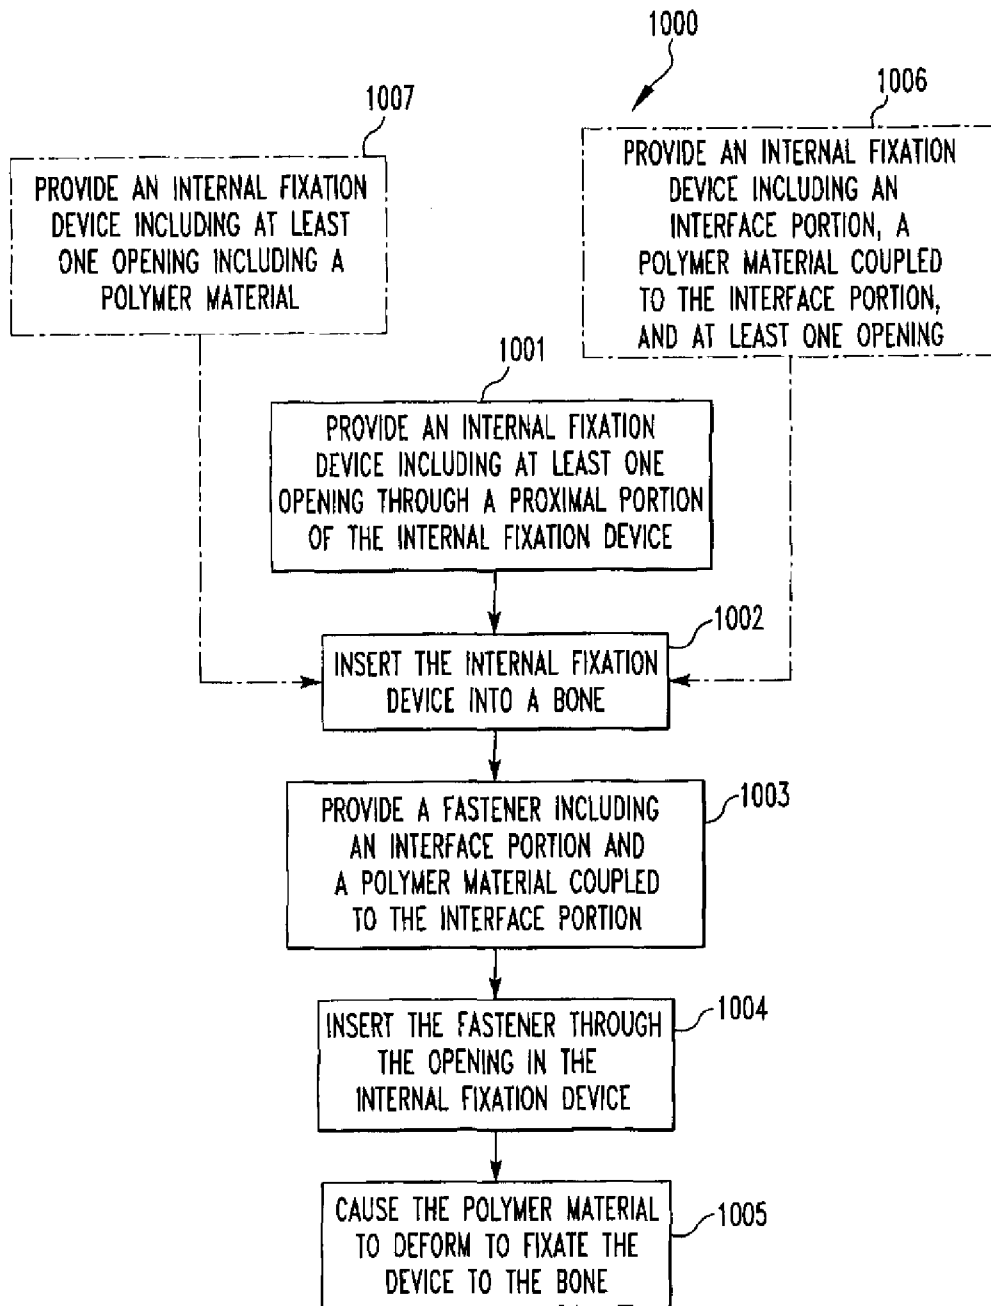 1000
1007
1006
PROVIDE AN INTERNAL FIXATION
DEVICE INCLUDING AT LEAST
ONE OPENING INCLUDING A
POLYMER MATERIAL
PROVIDE AN INTERNAL FIXATION
DEVICE INCLUDING AN
INTERFACE PORTION, A
POLYMER MATERIAL COUPLED
TO THE INTERFACE PORTION,
AND AT LEAST ONE OPENING
1001
PROVIDE AN INTERNAL FIXATION
DEVICE INCLUDING AT LEAST ONE
OPENING THROUGH A PROXIMAL PORTION
OF THE INTERNAL FIXATION DEVICE
1002
INSERT THE INTERNAL FIXATION
DEVICE INTO A BONE
1003
PROVIDE A FASTENER INCLUDING
AN INTERFACE PORTION AND
A POLYMER MATERIAL COUPLED
TO THE INTERFACE PORTION
1004
INSERT THE FASTENER THROUGH
THE OPENING IN THE
INTERNAL FIXATION DEVICE
1005
CAUSE THE POLYMER MATERIAL
TO DEFORM TO FIXATE THE
DEVICE TO THE BONE